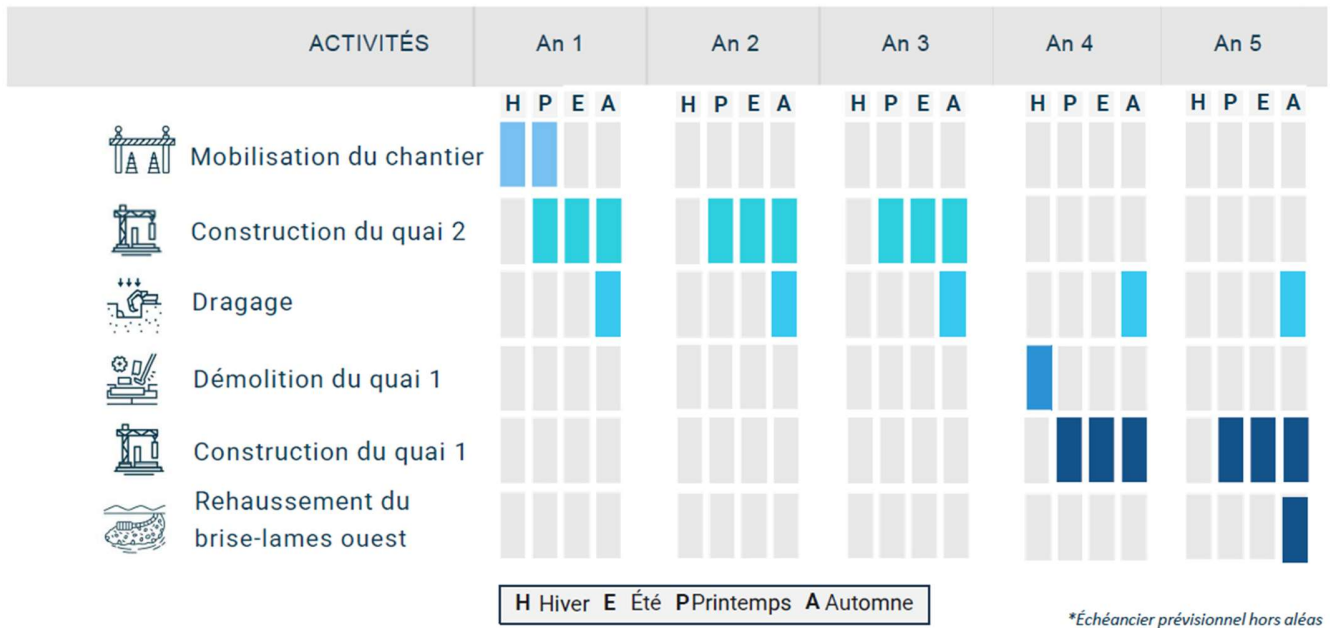 ACTIVITÉS An 1 An 2 An 3 An 4 An 5
H P E A H P E A H P E A H P E A H P E A
Mobilisation du chantier
Construction du quai 2
Dragage
Démolition du quai 1
Construction du quai 1
Rehaussement du
brise-lames ouest
H Hiver E Été P Printemps A Automne
*Échéancier prévisionnel hors aléas